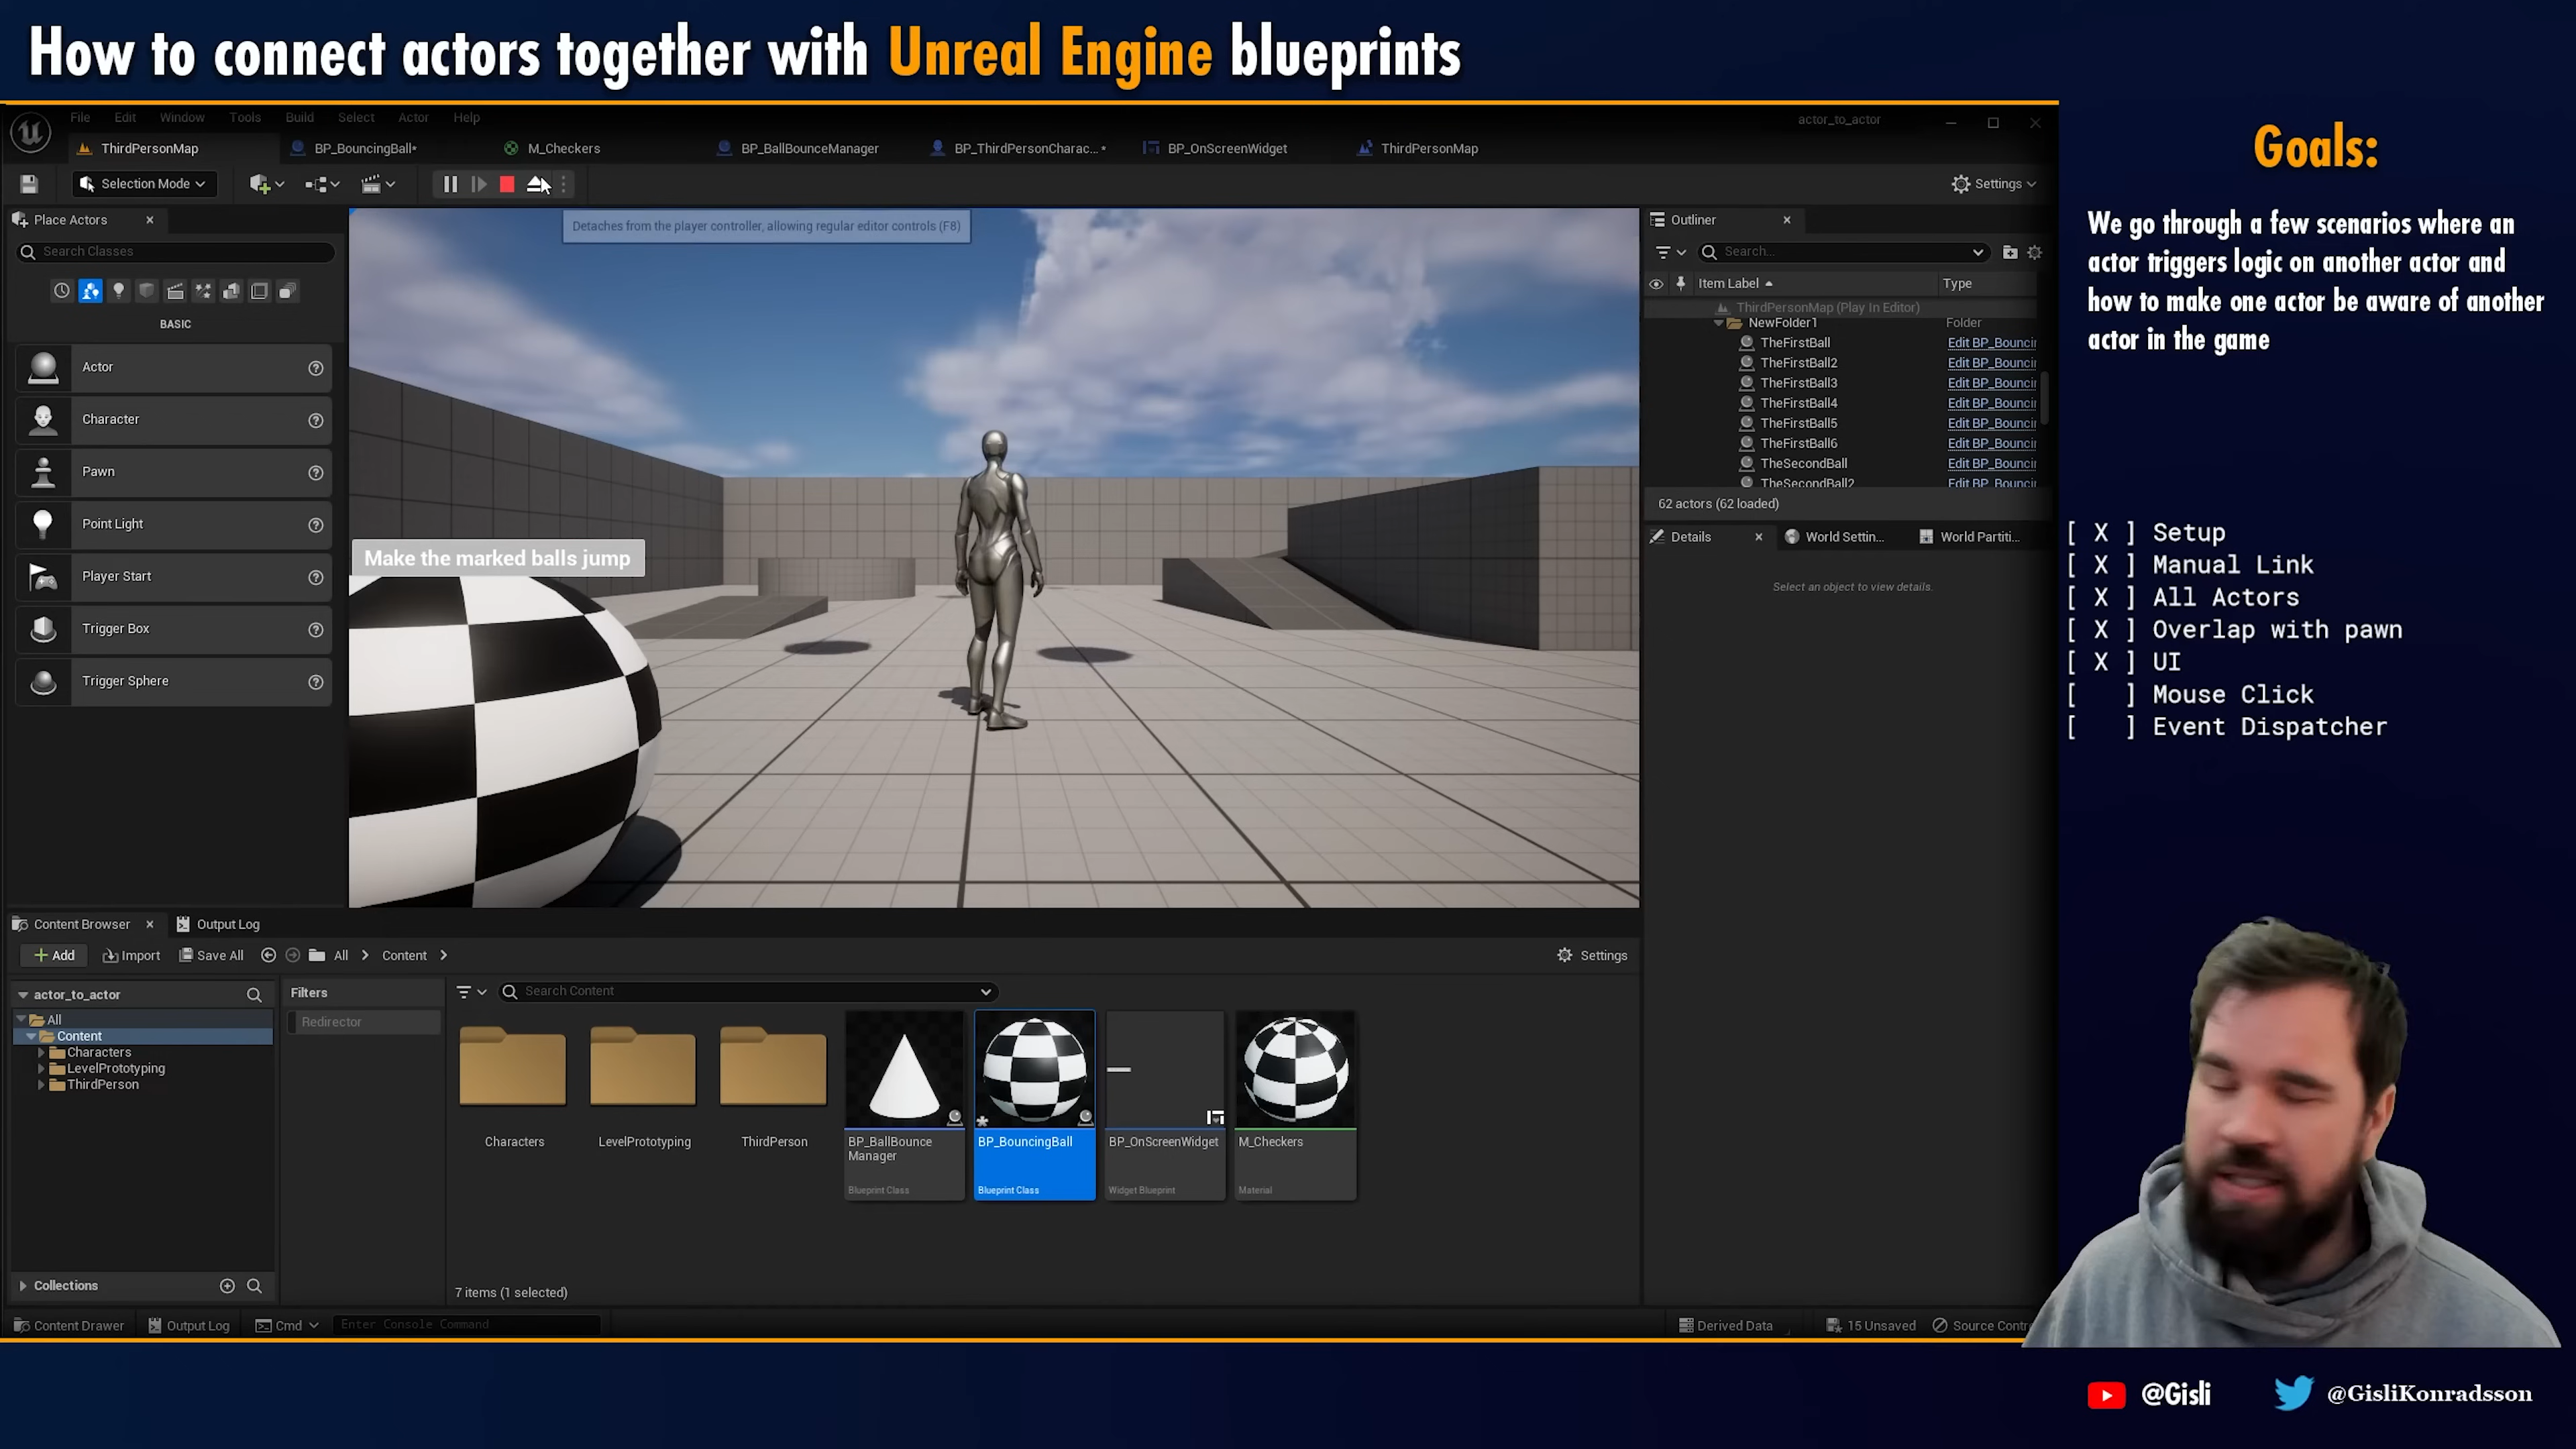 How to connect actors together with Unreal Engine blueprints
File Edit Window Tools Build Select Actor Help
actor_to_actor
ThirdPersonMap
BP_BouncingBall*
M_Checkers
BP_BallBounceManager
BP_ThirdPersonCharac... *
BP_OnScreenWidget
ThirdPersonMap
Selection Mode
Settings
Place Actors
Search Classes
BASIC
Actor
Character
Pawn
Point Light
Player Start
Trigger Box
Trigger Sphere
Detaches from the player controller, allowing regular editor controls (F8)
Make the marked balls jump
Outliner
Search...
Item Label Type
ThirdPersonMap (Play In Editor)
NewFolder1 Folder
TheFirstBall Edit BP_Bouncin
TheFirstBall2 Edit BP_Bouncin
TheFirstBall3 Edit BP_Bouncin
TheFirstBall4 Edit BP_Bouncin
TheFirstBall5 Edit BP_Bouncin
TheFirstBall6 Edit BP_Bouncin
TheSecondBall Edit BP_Bouncin
TheSecondBall2 Edit BP_Bouncin
62 actors (62 loaded)
Details
World Settin...
World Partiti...
Select an object to view details.
Content Browser
Output Log
+ Add
Import
Save All
All > Content >
Settings
actor_to_actor
All
Content
Characters
LevelPrototyping
ThirdPerson
Collections
Filters
Redirector
Search Content
Characters
LevelPrototyping
ThirdPerson
BP_BallBounce
Manager
Blueprint Class
BP_BouncingBall
Blueprint Class
BP_OnScreenWidget
Widget Blueprint
M_Checkers
Material
7 items (1 selected)
Content Drawer
Output Log
Cmd
Enter Console Command
Derived Data
15 Unsaved
Source Contr
Goals:
We go through a few scenarios where an
actor triggers logic on another actor and
how to make one actor be aware of another
actor in the game
[ X ] Setup
[ X ] Manual Link
[ X ] All Actors
[ X ] Overlap with pawn
[ X ] UI
[ ] Mouse Click
[ ] Event Dispatcher
@Gisli
@GisliKonradsson